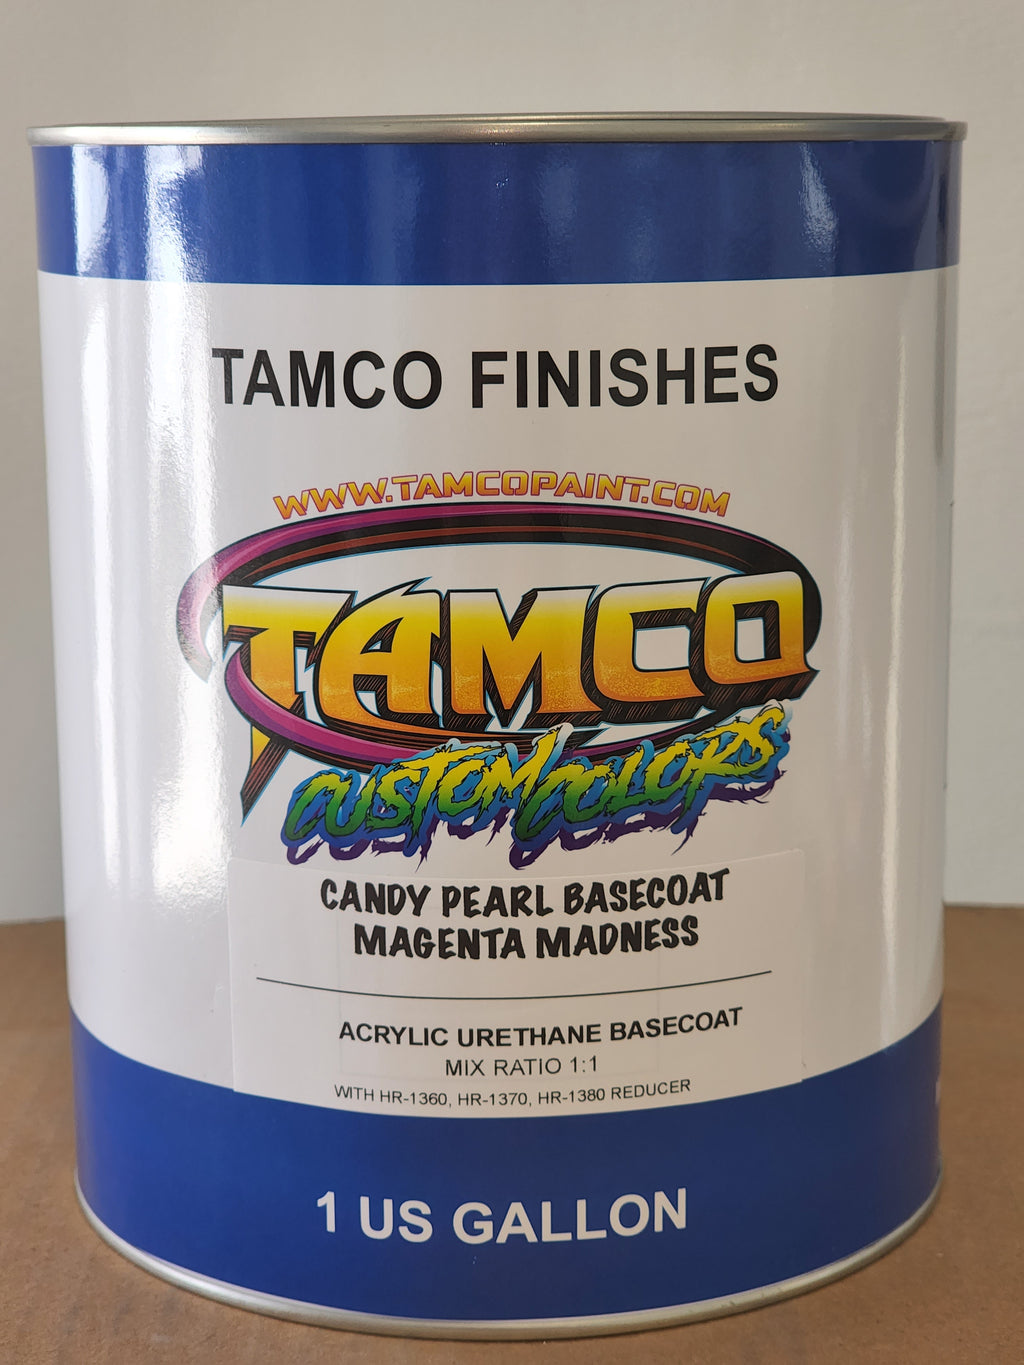 TAMCO FINISHES
WWW.TAMCOPAINT.COM
TAMCO
CUSTOM COLORS
CANDY PEARL BASECOAT
MAGENTA MADNESS
ACRYLIC URETHANE BASECOAT
MIX RATIO 1:1
WITH HR-1360, HR-1370, HR-1380 REDUCER
1 US GALLON